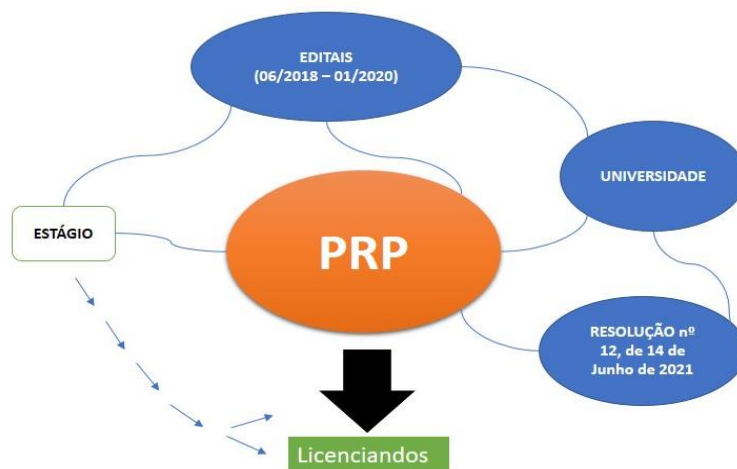 EDITAIS
(06/2018 – 01/2020)
UNIVERSIDADE
ESTÁGIO
PRP
RESOLUÇÃO nº
12, de 14 de
Junho de 2021
Licenciandos